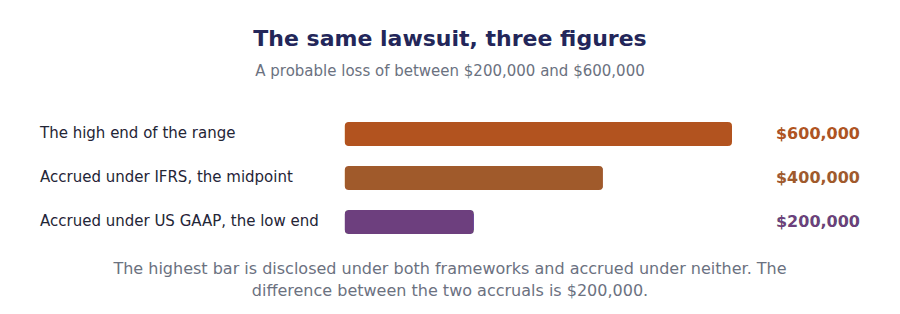 The same lawsuit, three figures
A probable loss of between $200,000 and $600,000
The high end of the range $600,000
Accrued under IFRS, the midpoint $400,000
Accrued under US GAAP, the low end $200,000
The highest bar is disclosed under both frameworks and accrued under neither. The
difference between the two accruals is $200,000.